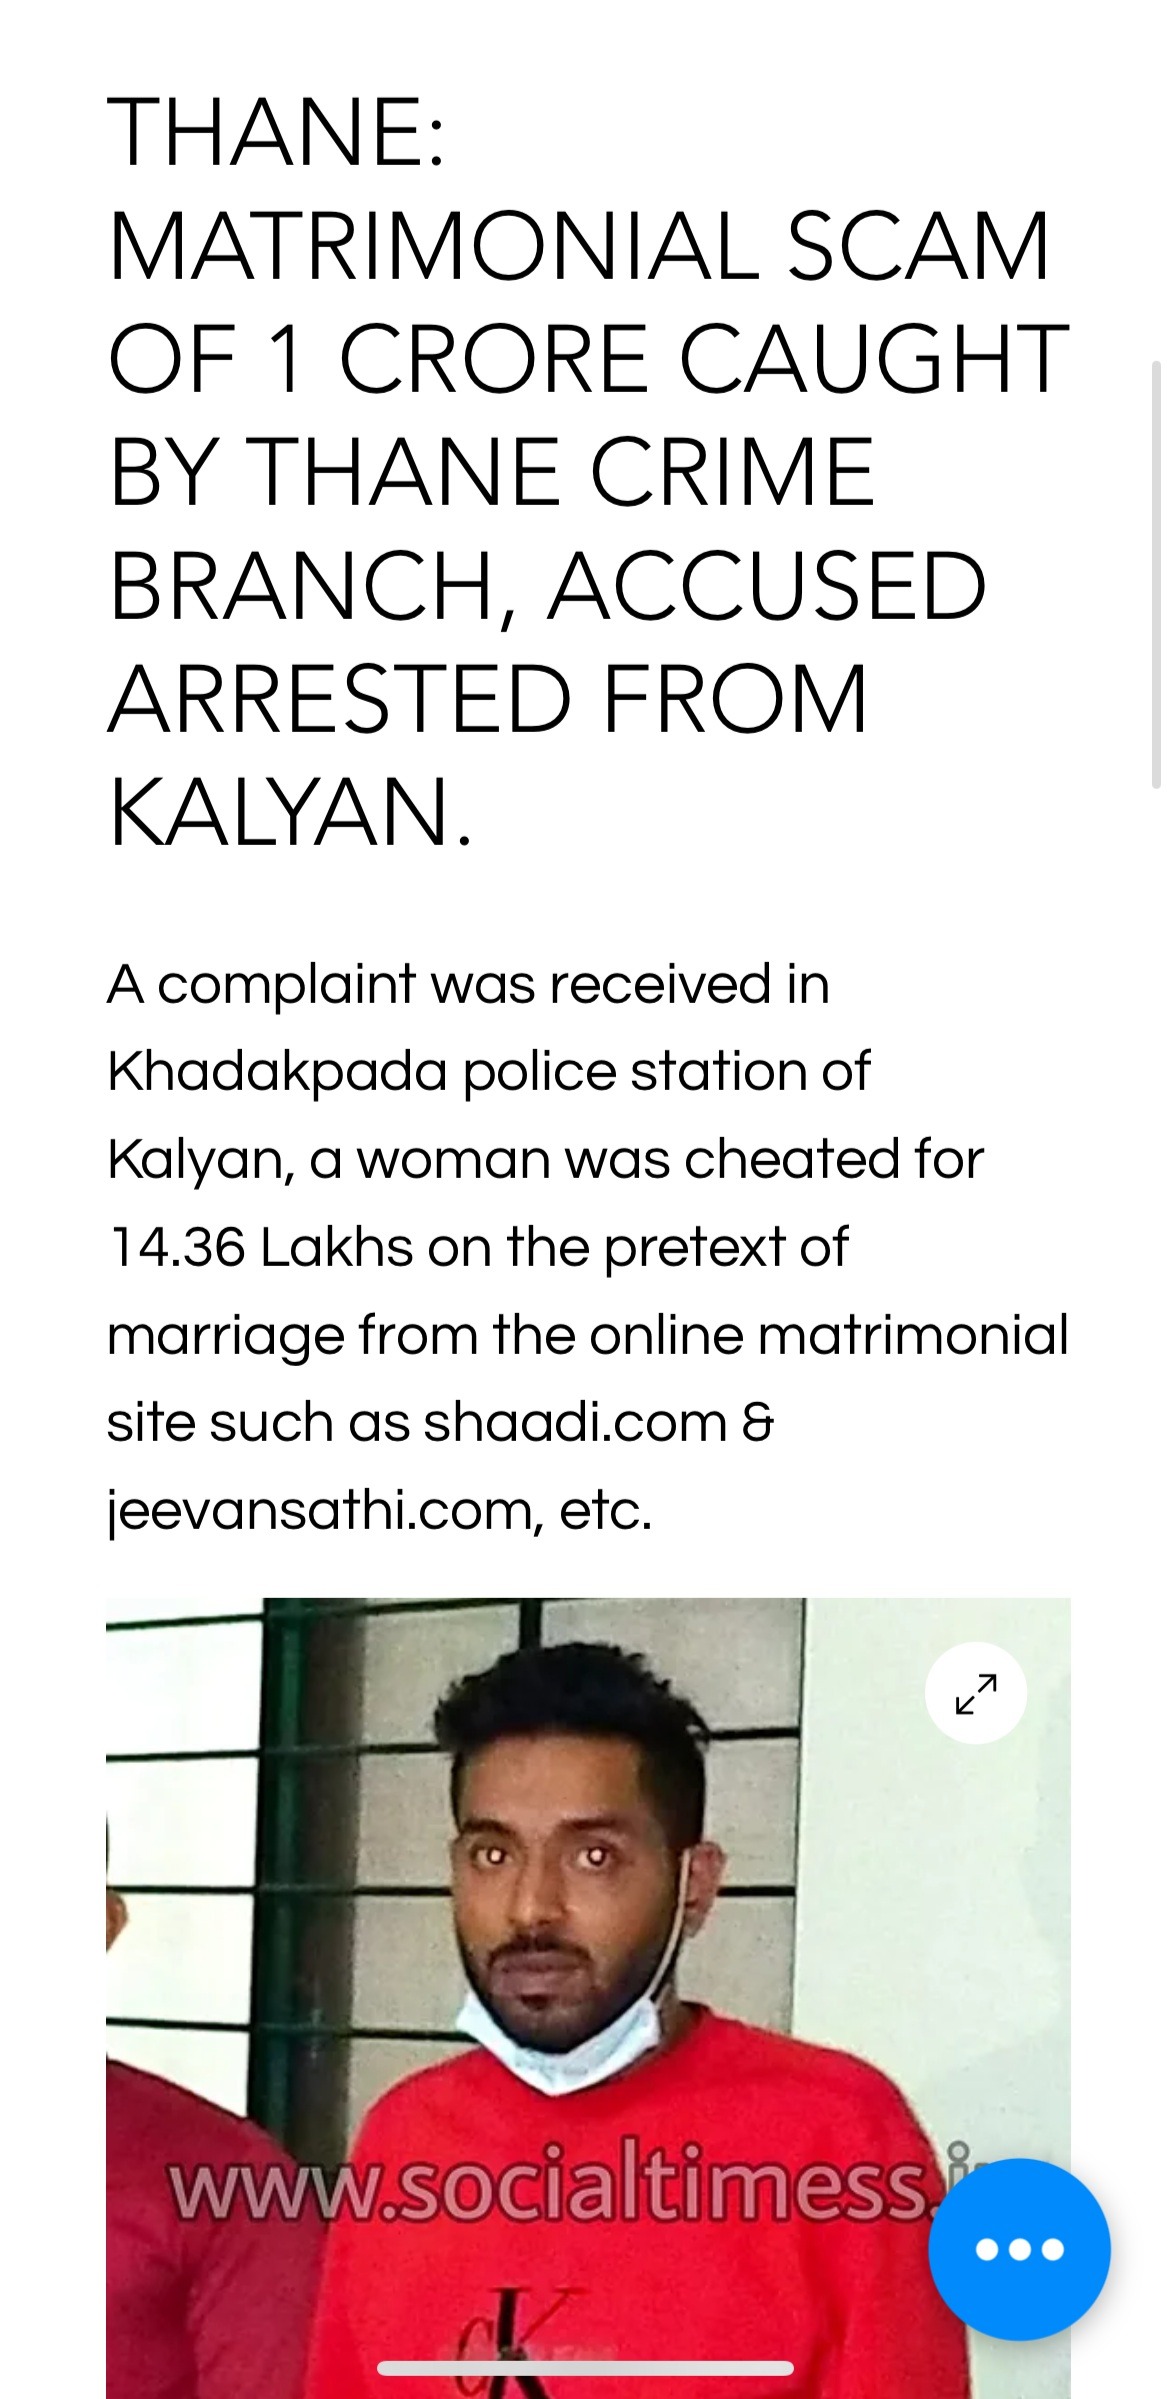 THANE:
MATRIMONIAL SCAM
OF 1 CRORE CAUGHT
BY THANE CRIME
BRANCH, ACCUSED
ARRESTED FROM
KALYAN.
A complaint was received in
Khadakpada police station of
Kalyan, a woman was cheated for
14.36 Lakhs on the pretext of
marriage from the online matrimonial
site such as shaadi.com &
jeevansathi.com, etc.
www.socialtimess.
cK